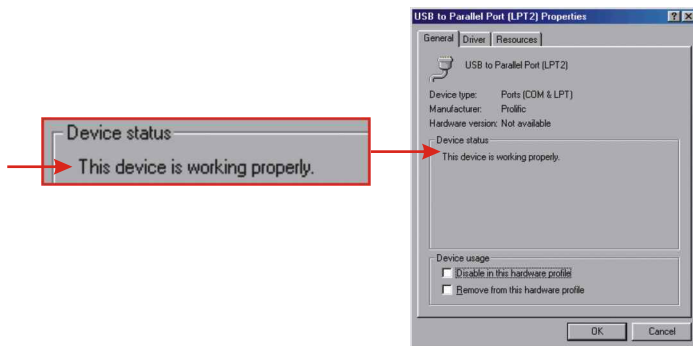 Device status
This device is working properly.
USB to Parallel Port (LPT2) Properties
General Driver Resources
USB to Parallel Port (LPT2)
Device type: Ports (COM & LPT)
Manufacturer: Prolific
Hardware version: Not available
Device status
This device is working properly.
Device usage
Disable in this hardware profile
Remove from this hardware profile
OK Cancel